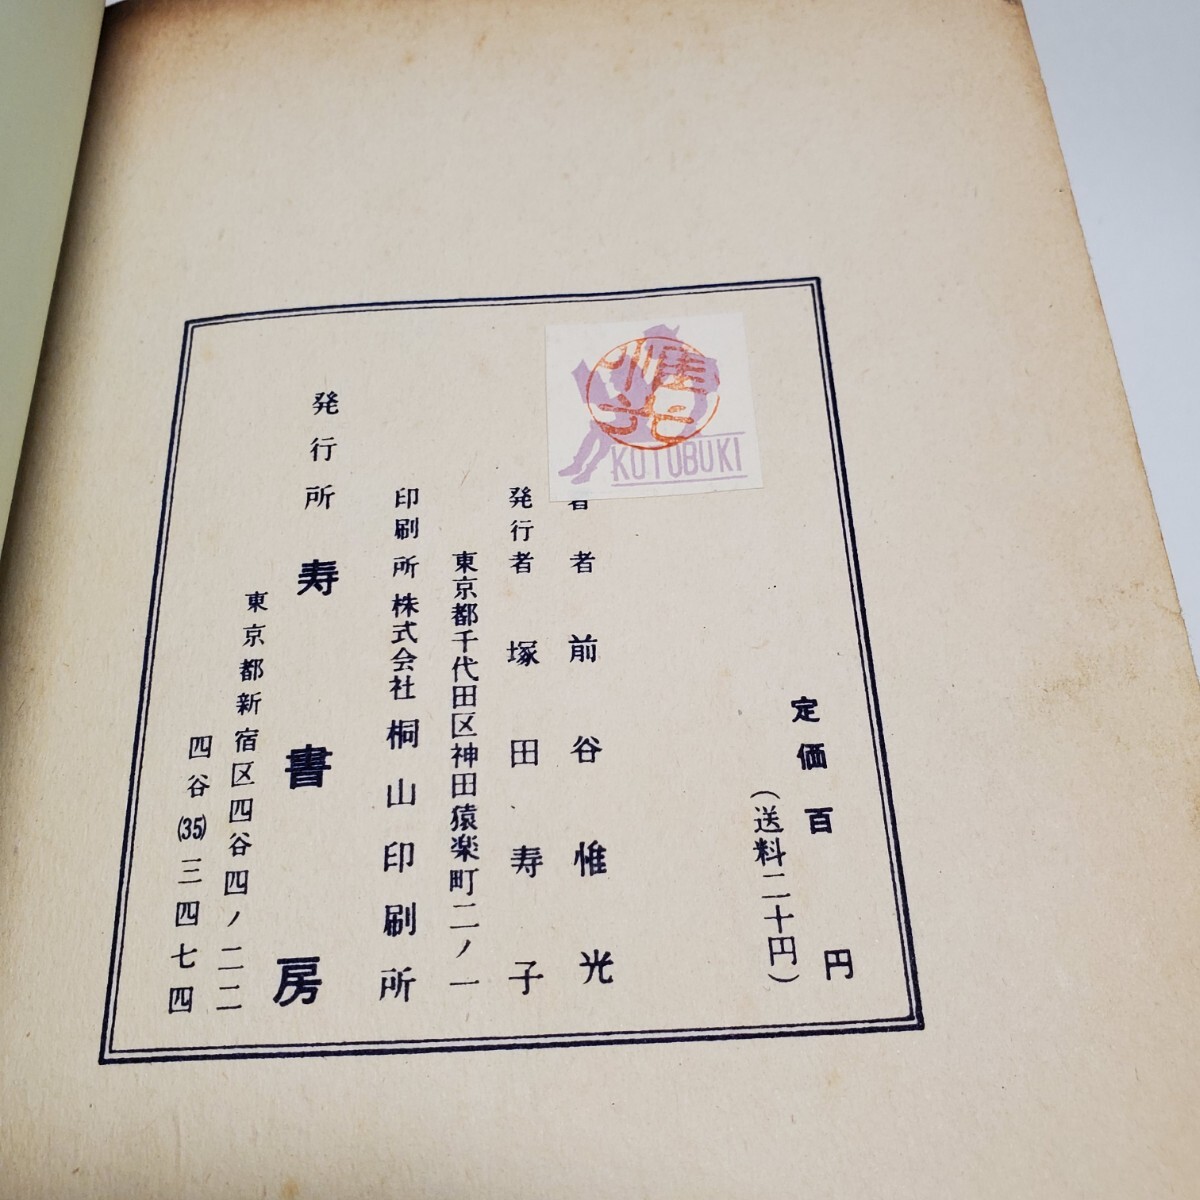 定価百円
(送料二十円)
惟光
KOTOBUKI
著者 前谷惟光
発行者 塚田寿子
東京都千代田区神田猿楽町二ノ一
印刷所 株式会社 桐山印刷所
発行所 寿書房
東京都新宿区四谷四ノ二二
四谷(35)三四七四